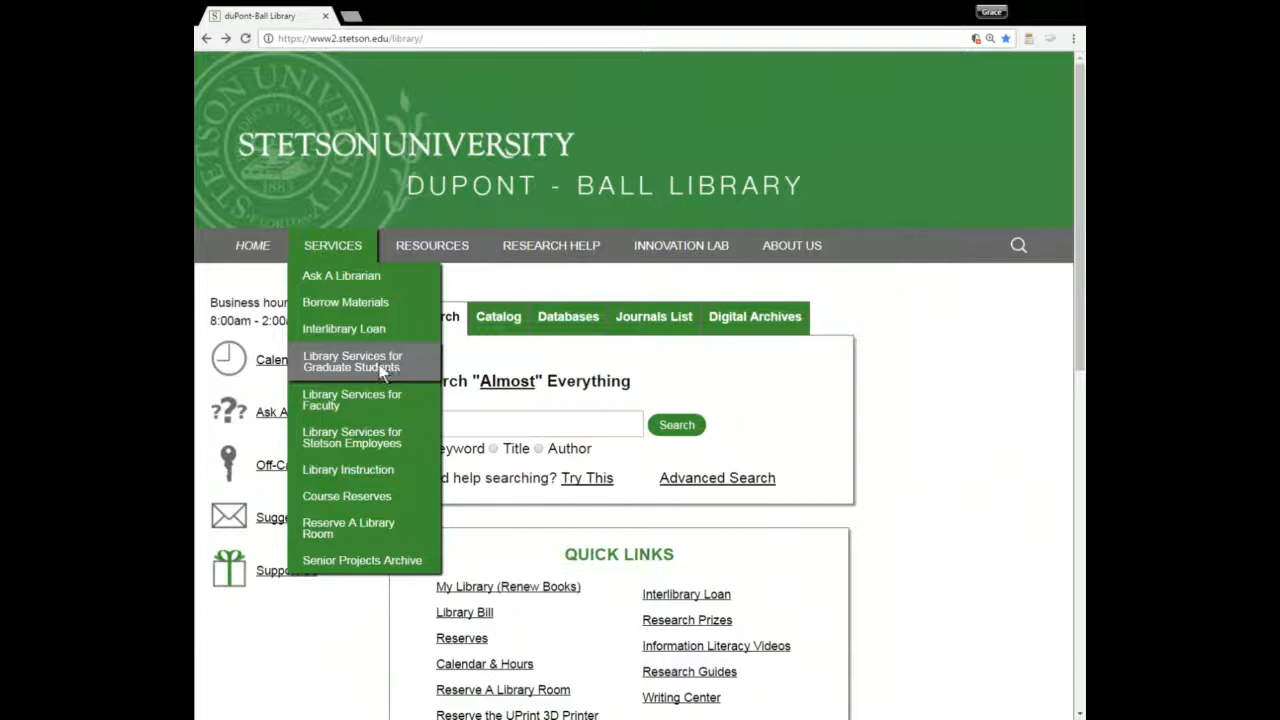 duPont-Ball Library
Grace
https://www2.stetson.edu/library/
STETSON UNIVERSITY
DUPONT - BALL LIBRARY
HOME SERVICES RESOURCES RESEARCH HELP INNOVATION LAB ABOUT US
Ask A Librarian
Borrow Materials
Interlibrary Loan
Library Services for
Graduate Students
Library Services for
Faculty
Library Services for
Stetson Employees
Library Instruction
Course Reserves
Reserve A Library
Room
Senior Projects Archive
Business hour
8:00am - 2:00a
Calen
Ask A
Off-Ca
Sugge
Suppo
rch Catalog Databases Journals List Digital Archives
rch "Almost" Everything
Search
eyword Title Author
d help searching? Try This Advanced Search
QUICK LINKS
My Library (Renew Books)
Library Bill
Reserves
Calendar & Hours
Reserve A Library Room
Reserve the UPrint 3D Printer
Interlibrary Loan
Research Prizes
Information Literacy Videos
Research Guides
Writing Center